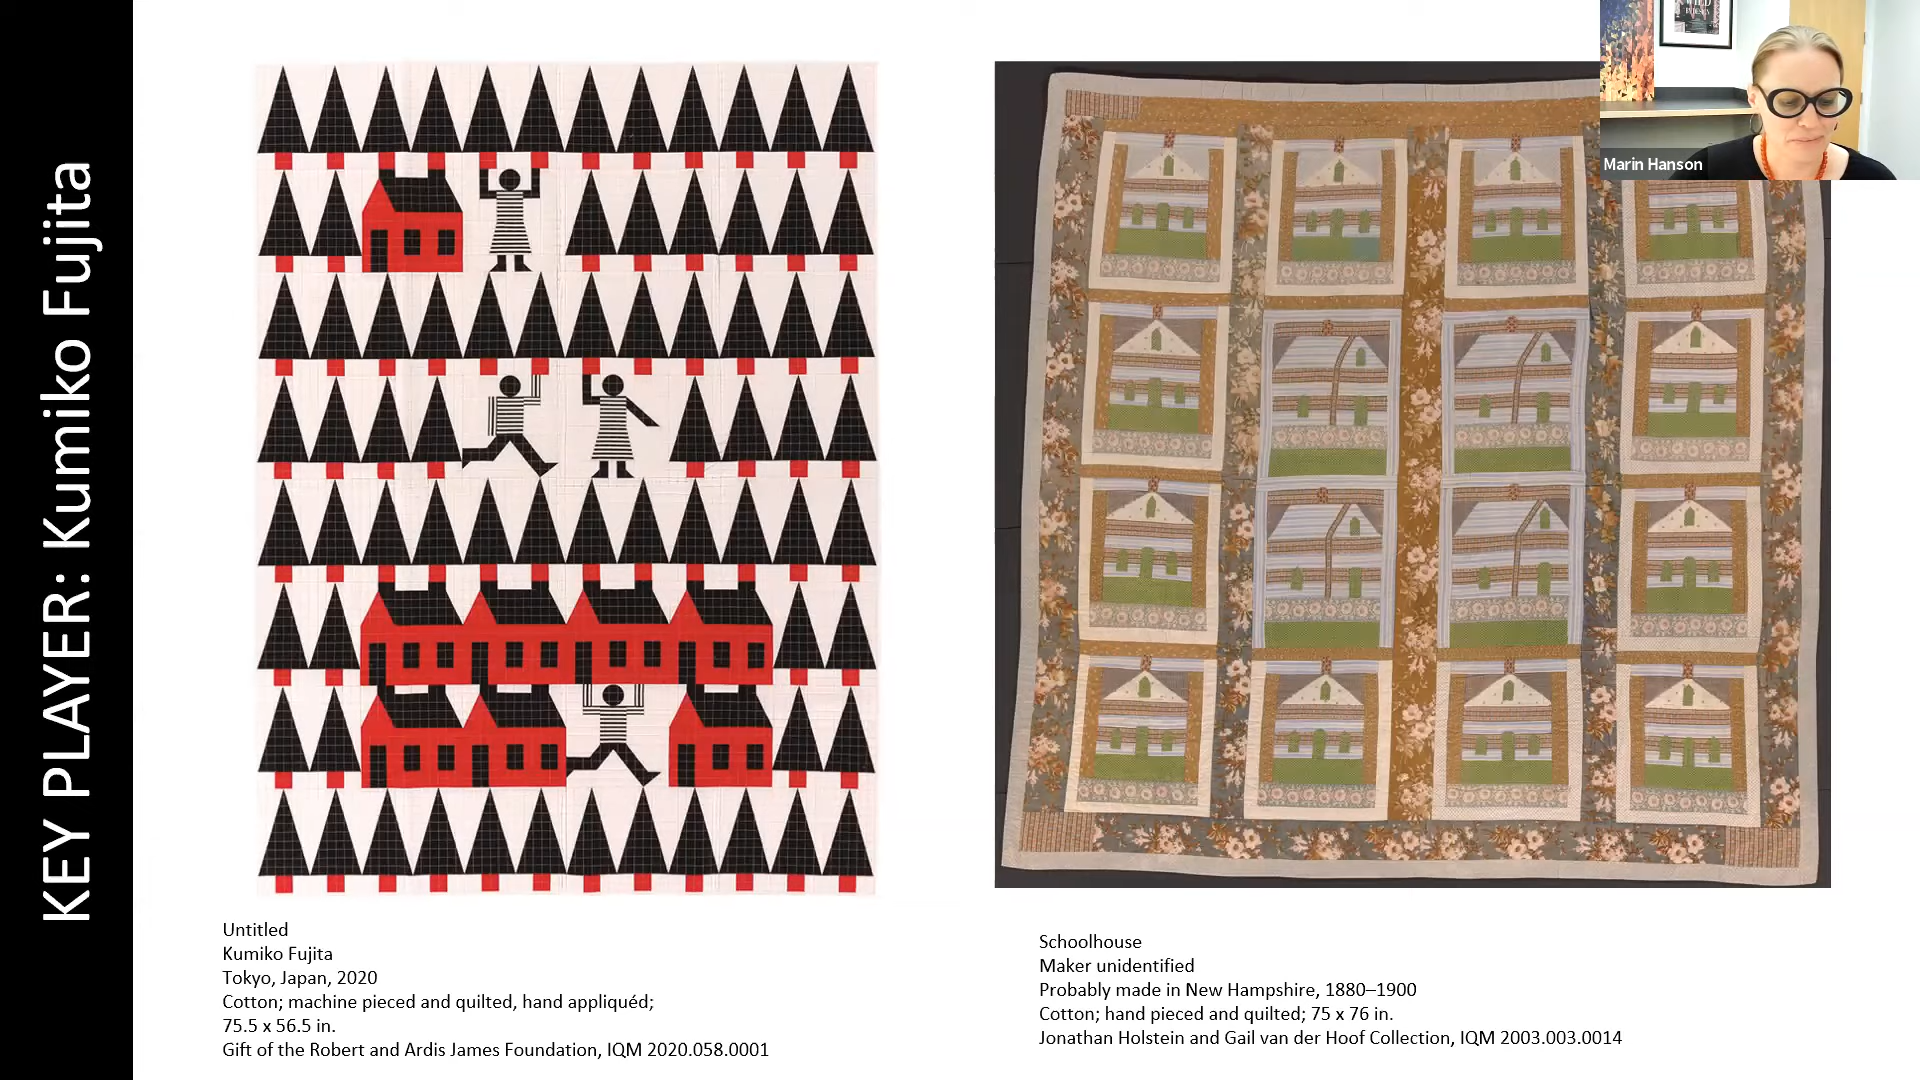 KEY PLAYER: Kumiko Fujita
Marin Hanson
Untitled
Kumiko Fujita
Tokyo, Japan, 2020
Cotton; machine pieced and quilted, hand appliquéd;
75.5 x 56.5 in.
Gift of the Robert and Ardis James Foundation, IQM 2020.058.0001
Schoolhouse
Maker unidentified
Probably made in New Hampshire, 1880–1900
Cotton; hand pieced and quilted; 75 x 76 in.
Jonathan Holstein and Gail van der Hoof Collection, IQM 2003.003.0014